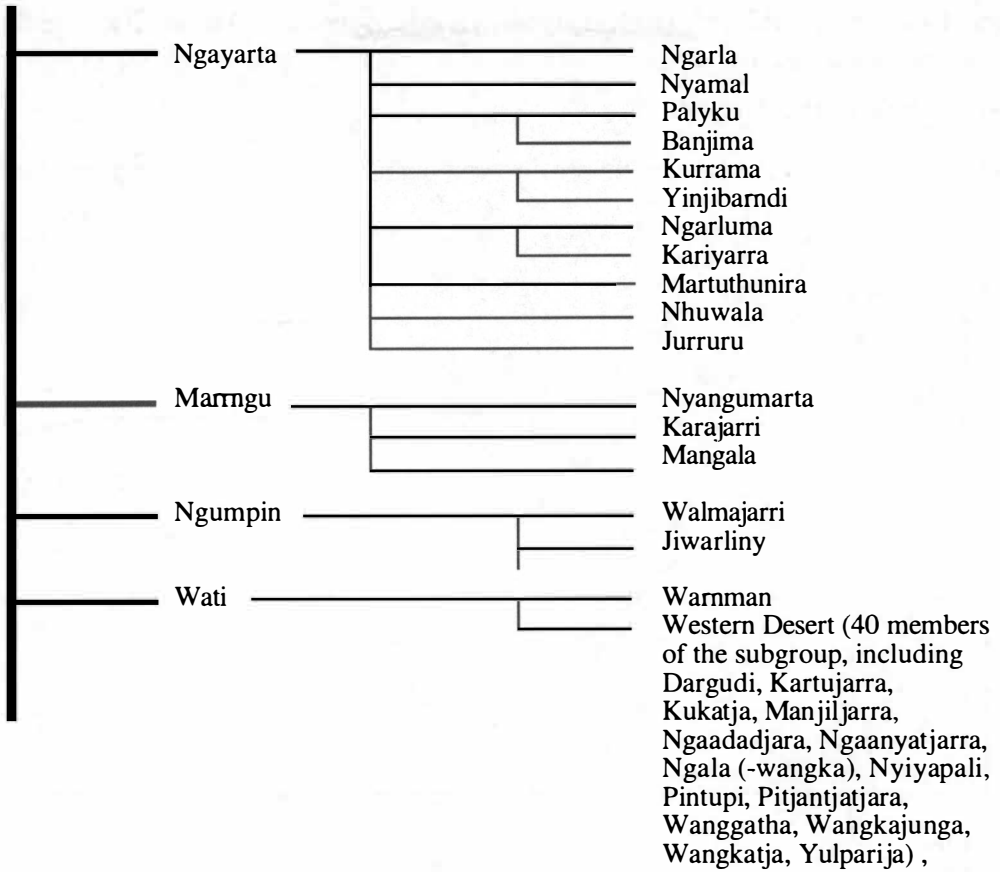 Ngayarta
Ngarla
Nyamal
Palyku
Banjima
Kurrama
Yinjibarndi
Ngarluma
Kariyarra
Martuthunira
Nhuwala
Jurruru
Marrngu
Nyangumarta
Karajarri
Mangala
Ngumpin
Walmajarri
Jiwarliny
Wati
Warnman
Western Desert (40 members
of the subgroup, including
Dargudi, Kartujarra,
Kukatja, Manjiljarra,
Ngaadadjara, Ngaanyatjarra,
Ngala (-wangka), Nyiyapali,
Pintupi, Pitjantjatjara,
Wanggatha, Wangkajunga,
Wangkatja, Yulparija) ,